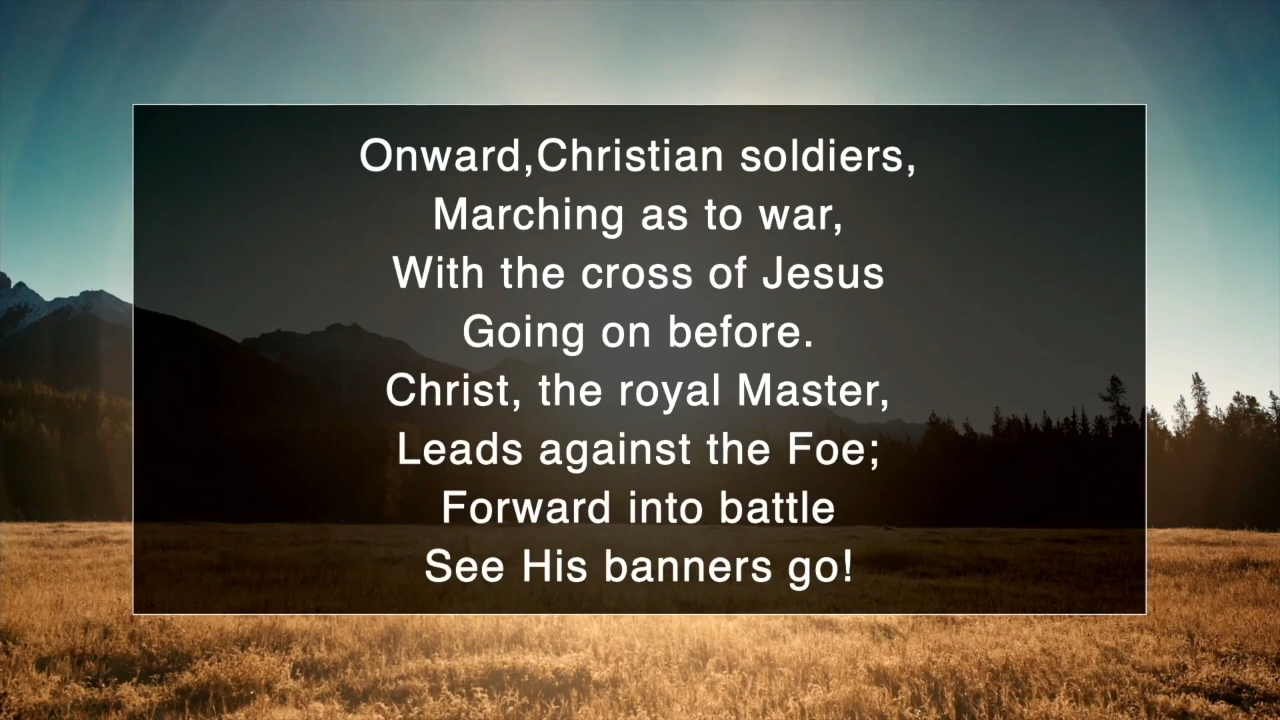 Onward,Christian soldiers,
Marching as to war,
With the cross of Jesus
Going on before.
Christ, the royal Master,
Leads against the Foe;
Forward into battle
See His banners go!